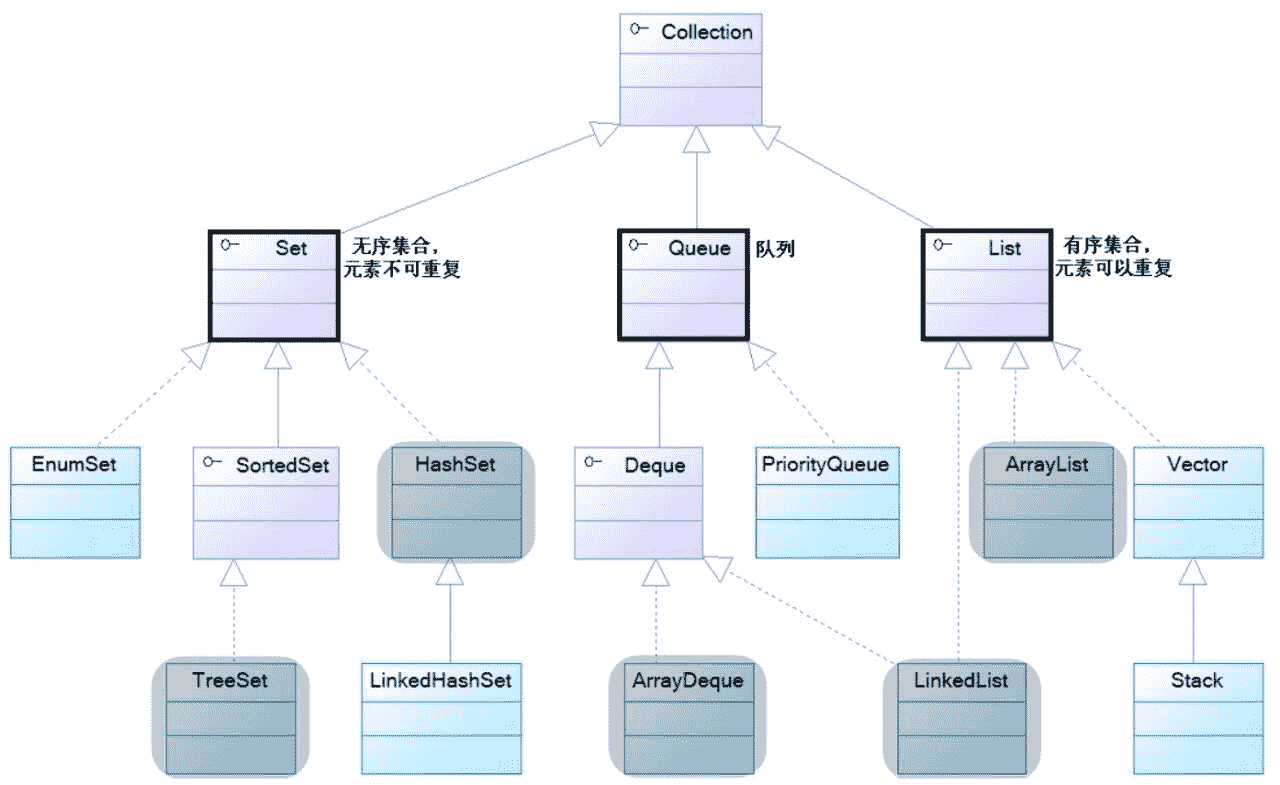 Collection
Set
无序集合，
元素不可重复
Queue
队列
List
有序集合，
元素可以重复
EnumSet
SortedSet
HashSet
Deque
PriorityQueue
ArrayList
Vector
TreeSet
LinkedHashSet
ArrayDeque
LinkedList
Stack